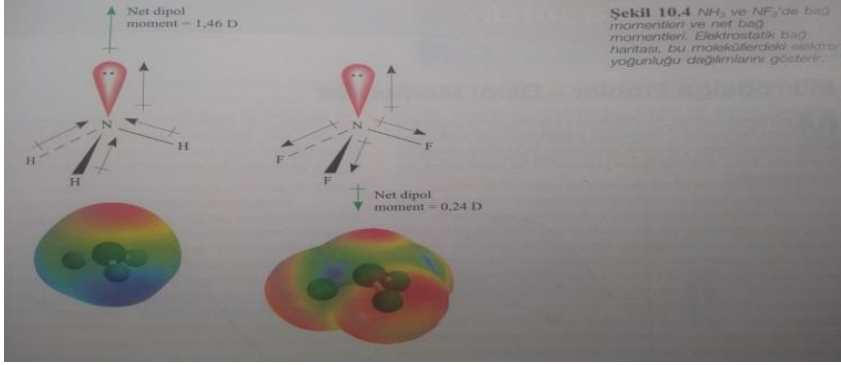 Net dipol
moment = 1,46 D
Şekil 10.4 NH₃ ve NF₃'de bağ
momentleri ve net bağ
momentleri. Elektrostatik bağ
haritası, bu moleküllerdeki elektron
yoğunluğu dağılımlarını gösterir.
N
H
H
H
N
F
F
F
Net dipol
moment = 0,24 D